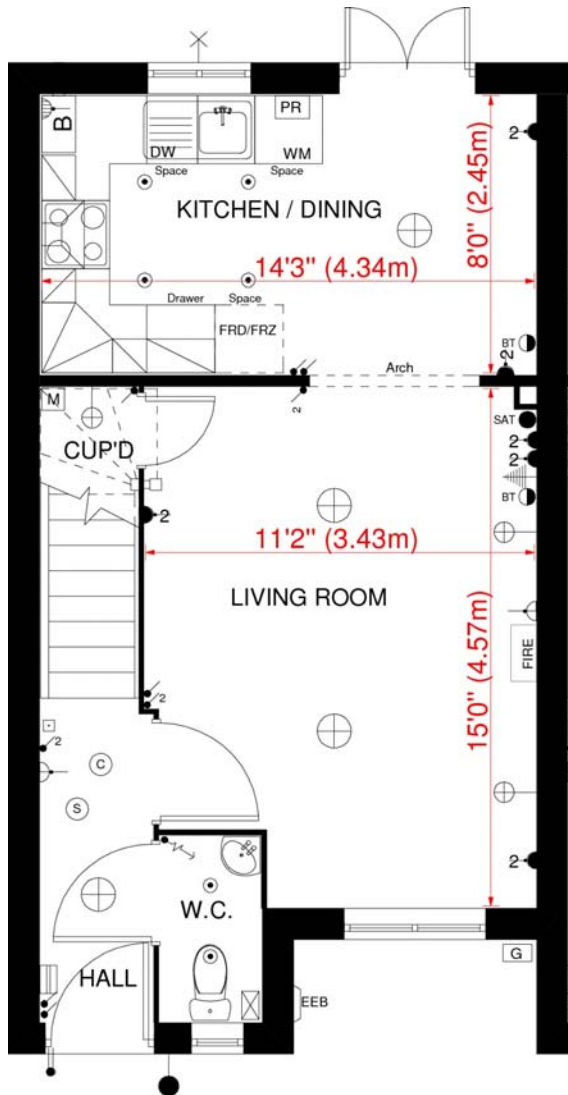 B
DW
PR
WM
Space
Space
2
KITCHEN / DINING
8'0" (2.45m)
14'3" (4.34m)
Drawer
Space
FRD/FRZ
BT
2
Arch
M
2
SAT
CUP'D
2
2
2
BT
11'2" (3.43m)
LIVING ROOM
15'0" (4.57m)
FIRE
2
2
C
S
2
W.C.
HALL
G
EEB